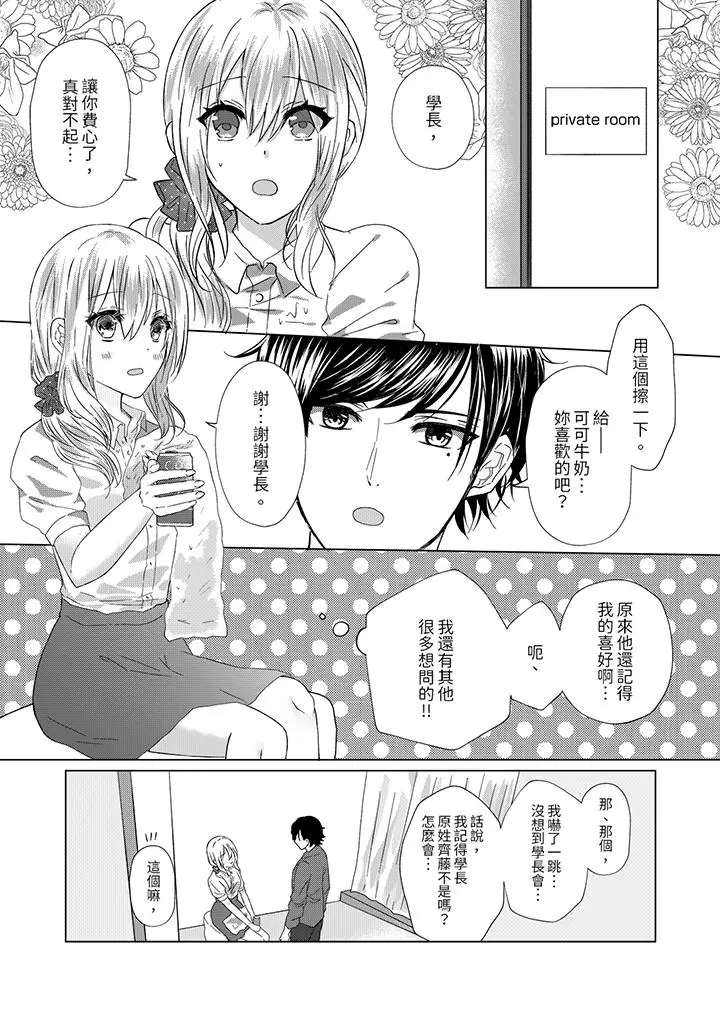 private room
學長，
讓你費心了，
真對不起…
用這個擦一下。
給──
可可牛奶…
妳喜歡的吧？
謝…謝謝學長。
原來他還記得
我的喜好啊…
呃、
我還有其他
很多想問的!!
那、那個，
我嚇了一跳…
沒想到學長會…
話說，
我記得學長
原姓齊藤不是嗎？
怎麼會…
這個嘛，